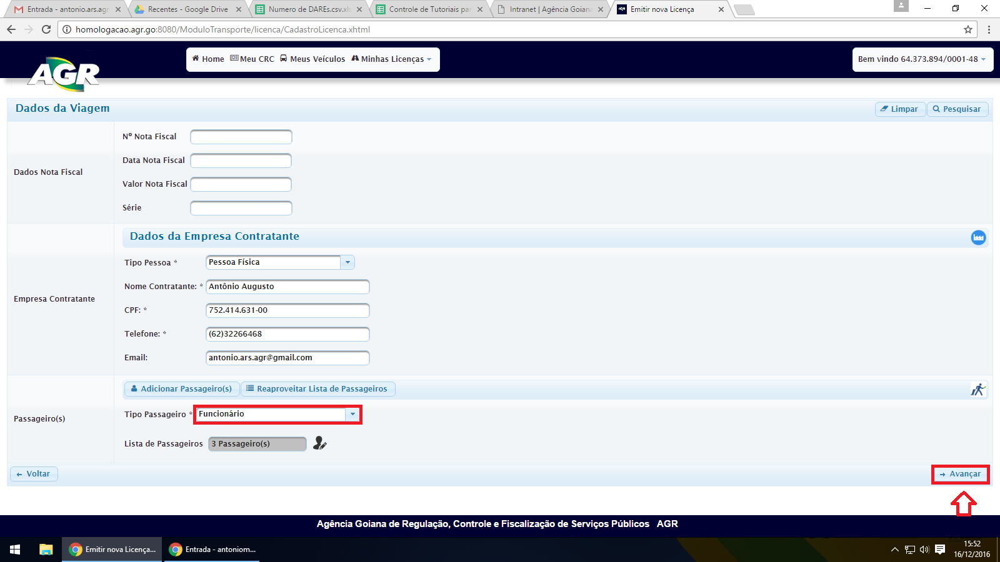 Entrada - antonio.ars.agr
Recentes - Google Drive
Numero de DAREs.csv.xls
Controle de Tutoriais par
Intranet | Agência Goiana
AGR
Emitir nova Licença
homologacao.agr.go:8080/ModuloTransporte/licenca/CadastroLicenca.xhtml
AGR
Home
Meu CRC
Meus Veículos
Minhas Licenças
Bem vindo 64.373.894/0001-48
Dados da Viagem
Limpar
Pesquisar
Dados Nota Fiscal
Nº Nota Fiscal
Data Nota Fiscal
Valor Nota Fiscal
Série
Empresa Contratante
Dados da Empresa Contratante
Tipo Pessoa * Pessoa Física
Nome Contratante: * Antônio Augusto
CPF: * 752.414.631-00
Telefone: * (62)32266468
Email: antonio.ars.agr@gmail.com
Passageiro(s)
Adicionar Passageiro(s)
Reaproveitar Lista de Passageiros
Tipo Passageiro * Funcionário
Lista de Passageiros 3 Passageiro(s)
Voltar
Avançar
Agência Goiana de Regulação, Controle e Fiscalização de Serviços Públicos AGR
Emitir nova Licença...
Entrada - antoniom...
15:52
16/12/2016